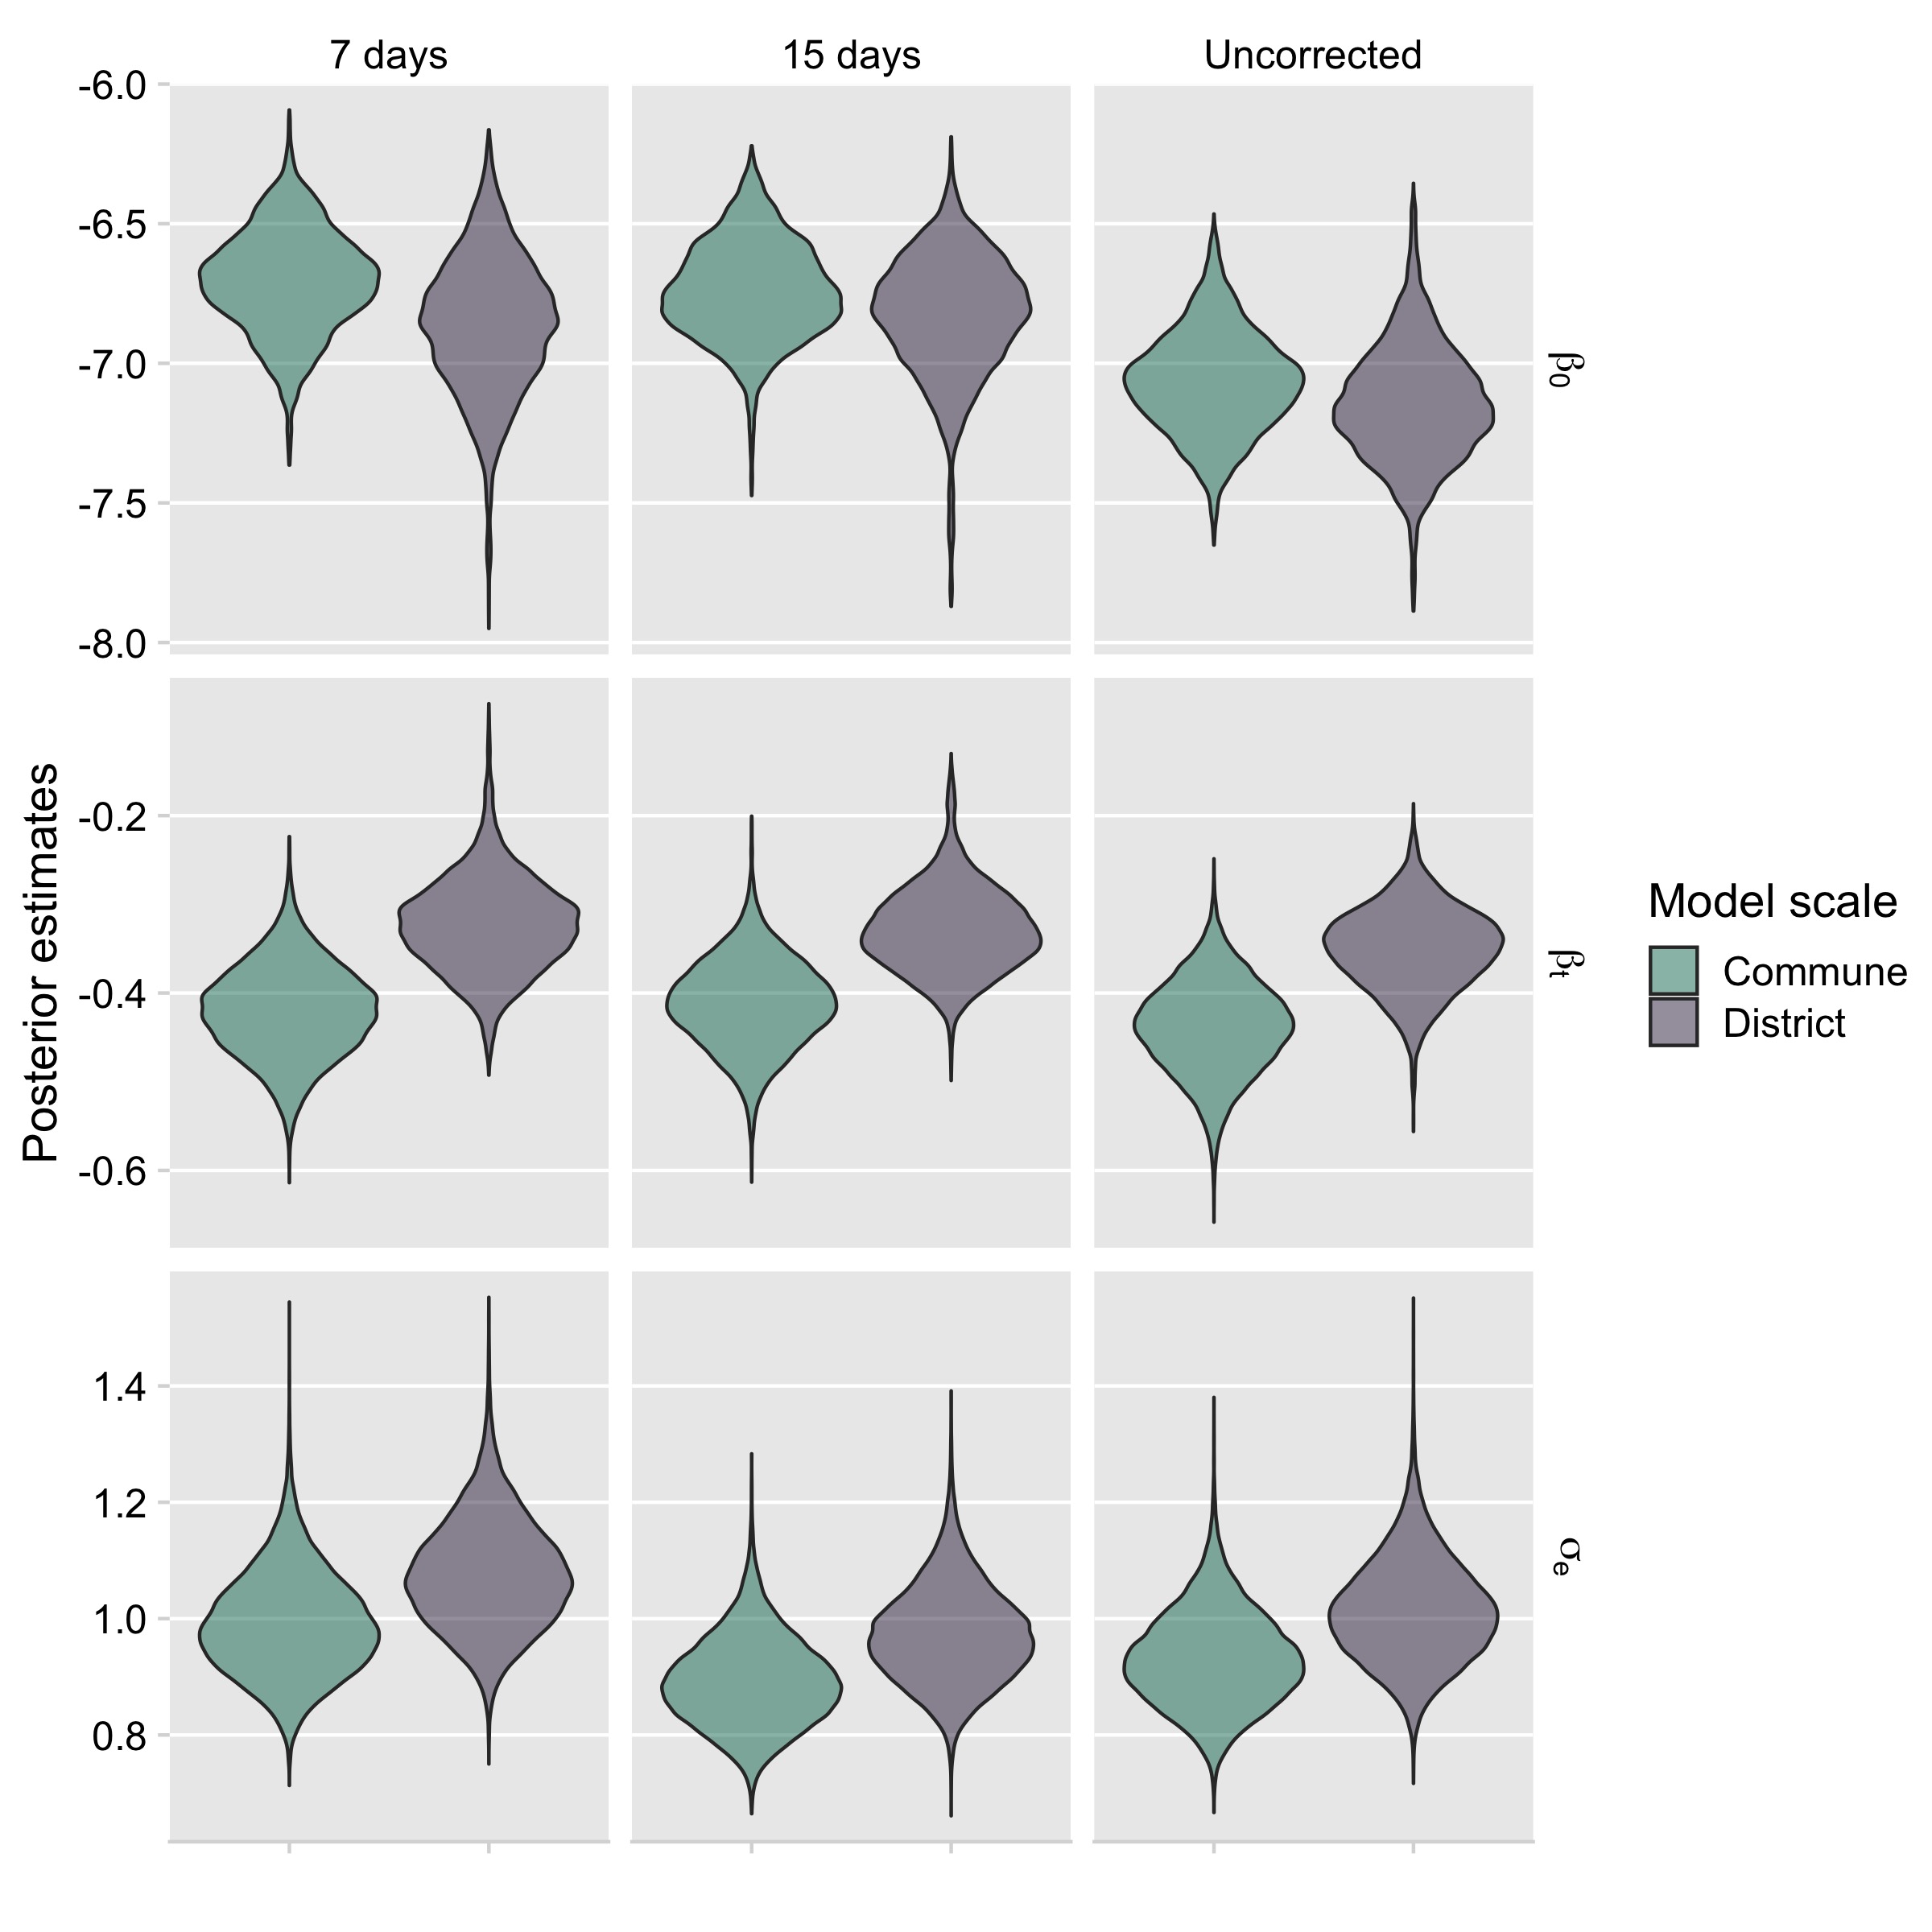 7 days 15 days Uncorrected
-6.0
-6.5
-7.0
-7.5
-8.0
β0
-0.2
-0.4
-0.6
βt
1.4
1.2
1.0
0.8
σe
Posterior estimates
Model scale
Commune
District